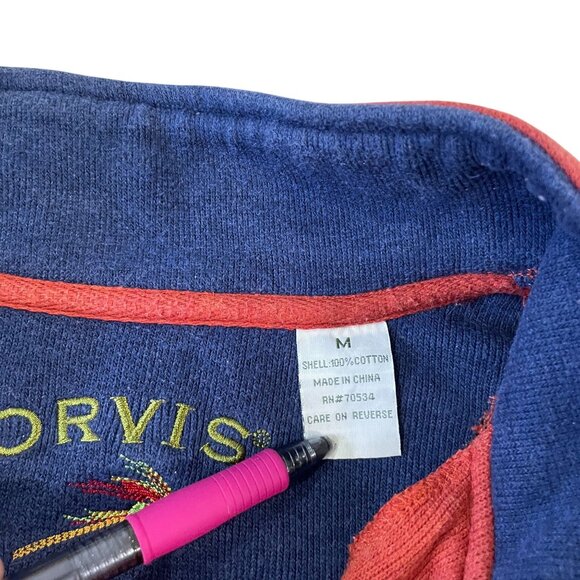 M
SHELL:100%COTTON
MADE IN CHINA
RN#70534
CARE ON REVERSE
ORVIS®